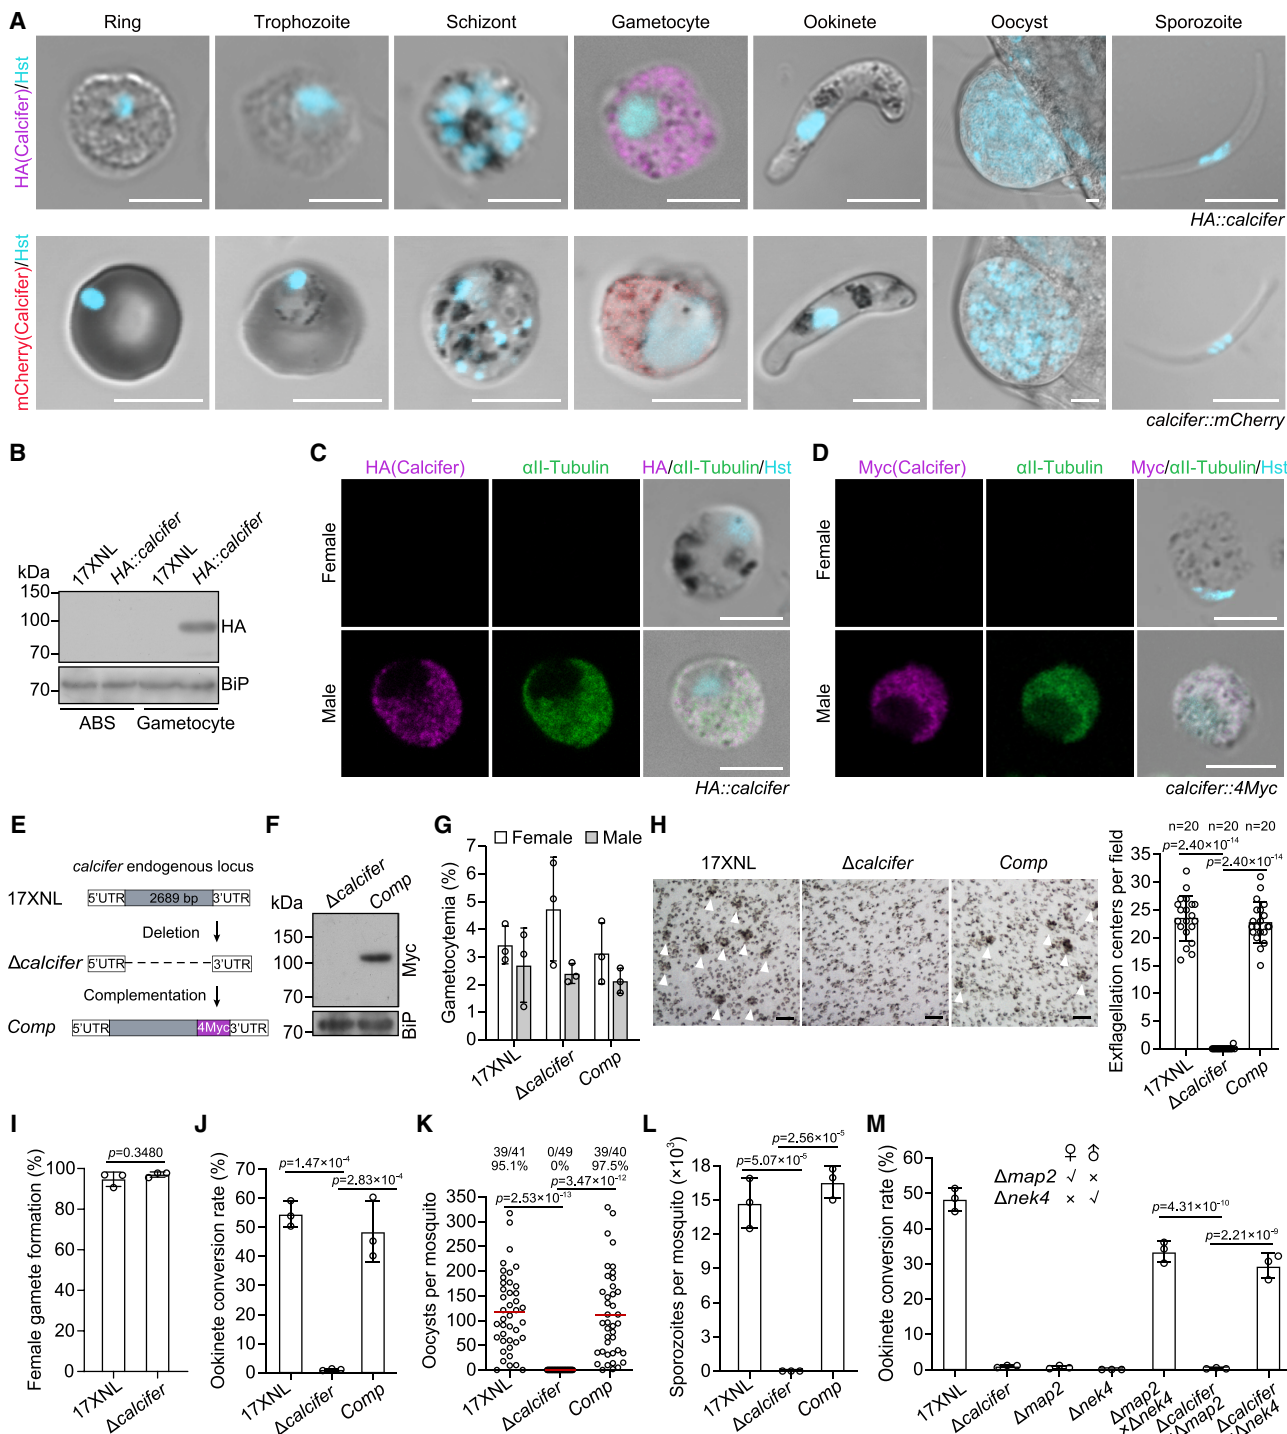 A
Ring Trophozoite Schizont Gametocyte Ookinete Oocyst Sporozoite
HA(Calcifer)/Hst
HA::calcifer
mCherry(Calcifer)/Hst
calcifer::mCherry
B
17XNL HA::calcifer 17XNL HA::calcifer
kDa
150
100
70
HA
70
BiP
ABS Gametocyte
C
HA(Calcifer) αII-Tubulin HA/αII-Tubulin/Hst
Female
Male
HA::calcifer
D
Myc(Calcifer) αII-Tubulin Myc/αII-Tubulin/Hst
Female
Male
calcifer::4Myc
E
calcifer endogenous locus
17XNL 5'UTR 2689 bp 3'UTR
Deletion
Δcalcifer 5'UTR 3'UTR
Complementation
Comp 5'UTR 4Myc 3'UTR
F
Δcalcifer Comp
kDa
150
100
70
Myc
70
BiP
G
Female Male
Gametocytemia (%)
7
6
5
4
3
2
1
0
17XNL Δcalcifer Comp
H
17XNL Δcalcifer Comp
n=20 n=20 n=20
p=2.40×10⁻¹⁴
p=2.40×10⁻¹⁴
Exflagellation centers per field
35
30
25
20
15
10
5
0
17XNL Δcalcifer Comp
I
p=0.3480
Female gamete formation (%)
100
80
60
40
20
0
17XNL Δcalcifer
J
p=1.47×10⁻⁴
p=2.83×10⁻⁴
Ookinete conversion rate (%)
70
60
50
40
30
20
10
0
17XNL Δcalcifer Comp
K
39/41 0/49 39/40
95.1% 0% 97.5%
p=3.47×10⁻¹²
p=2.53×10⁻¹³
Oocysts per mosquito
350
300
250
200
150
100
50
0
17XNL Δcalcifer Comp
L
p=2.56×10⁻⁵
p=5.07×10⁻⁵
Sporozoites per mosquito (×10³)
18
15
12
9
6
3
0
17XNL Δcalcifer Comp
M
♀ ♂
Δmap2 √ ×
Δnek4 × √
p=4.31×10⁻¹⁰
p=2.21×10⁻⁹
Ookinete conversion rate (%)
60
50
40
30
20
10
0
17XNL Δcalcifer Δmap2 Δnek4 Δmap2 ×Δnek4 Δcalcifer ×Δmap2 Δcalcifer ×Δnek4